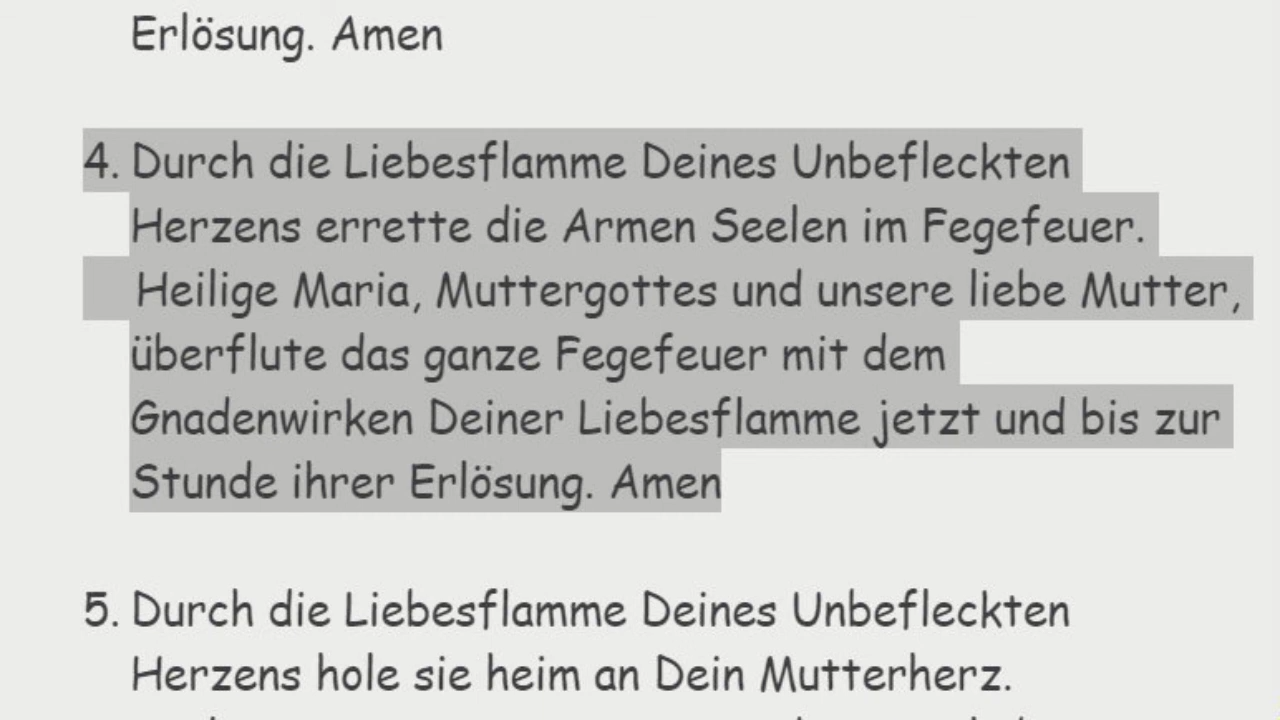 Erlösung. Amen
4. Durch die Liebesflamme Deines Unbefleckten
Herzens errette die Armen Seelen im Fegefeuer.
Heilige Maria, Muttergottes und unsere liebe Mutter,
überflute das ganze Fegefeuer mit dem
Gnadenwirken Deiner Liebesflamme jetzt und bis zur
Stunde ihrer Erlösung. Amen
5. Durch die Liebesflamme Deines Unbefleckten
Herzens hole sie heim an Dein Mutterherz.